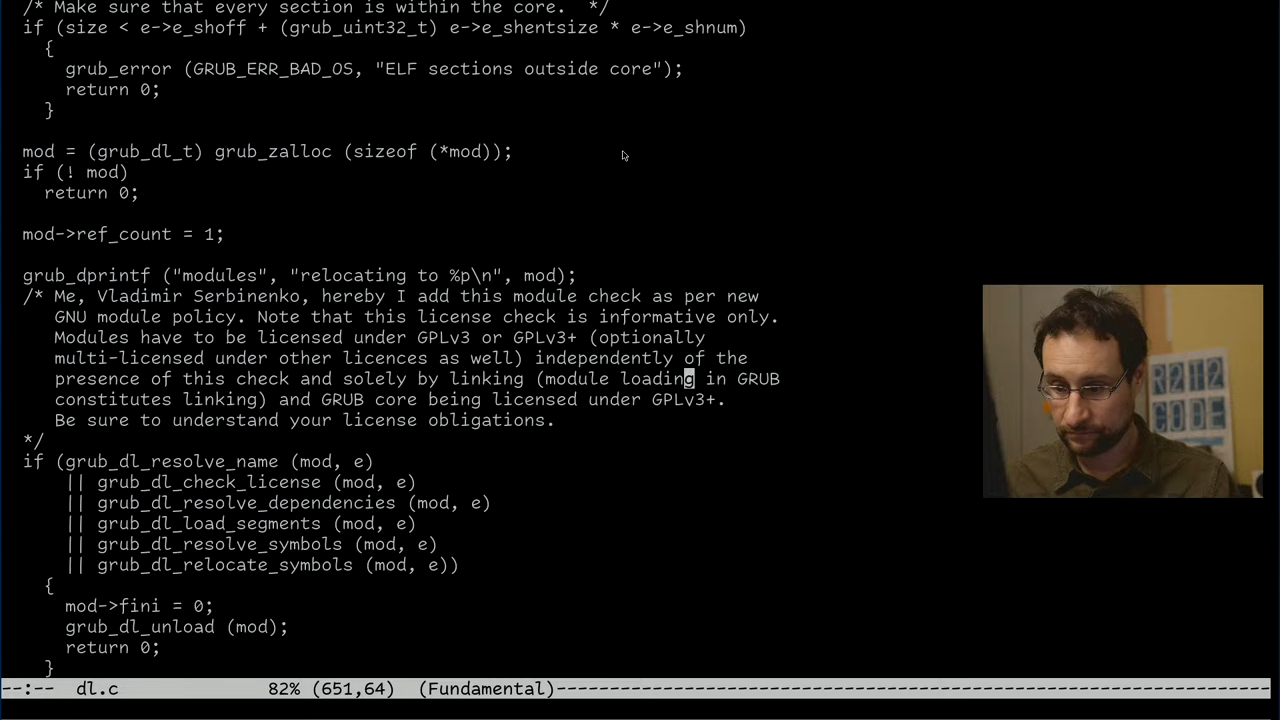 /* Make sure that every section is within the core.  */
if (size < e->e_shoff + (grub_uint32_t) e->e_shentsize * e->e_shnum)
{
grub_error (GRUB_ERR_BAD_OS, "ELF sections outside core");
return 0;
}
mod = (grub_dl_t) grub_zalloc (sizeof (*mod));
if (! mod)
return 0;
mod->ref_count = 1;
grub_dprintf ("modules", "relocating to %p\n", mod);
/* Me, Vladimir Serbinenko, hereby I add this module check as per new
GNU module policy. Note that this license check is informative only.
Modules have to be licensed under GPLv3 or GPLv3+ (optionally
multi-licensed under other licences as well) independently of the
presence of this check and solely by linking (module loading in GRUB
constitutes linking) and GRUB core being licensed under GPLv3+.
Be sure to understand your license obligations.
*/
if (grub_dl_resolve_name (mod, e)
|| grub_dl_check_license (mod, e)
|| grub_dl_resolve_dependencies (mod, e)
|| grub_dl_load_segments (mod, e)
|| grub_dl_resolve_symbols (mod, e)
|| grub_dl_relocate_symbols (mod, e))
{
mod->fini = 0;
grub_dl_unload (mod);
return 0;
}
--:-- dl.c 82% (651,64) (Fundamental)-------------------------------------------------------------------
R2H2
CODE